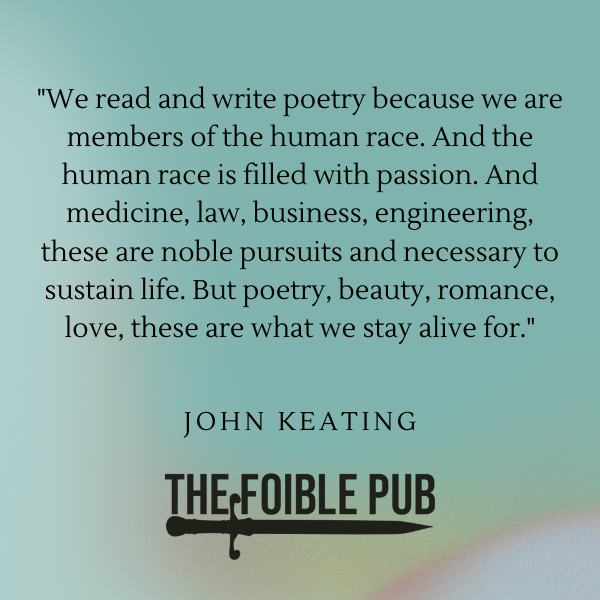 "We read and write poetry because we are
members of the human race. And the
human race is filled with passion. And
medicine, law, business, engineering,
these are noble pursuits and necessary to
sustain life. But poetry, beauty, romance,
love, these are what we stay alive for."
JOHN KEATING
THE FOIBLE PUB